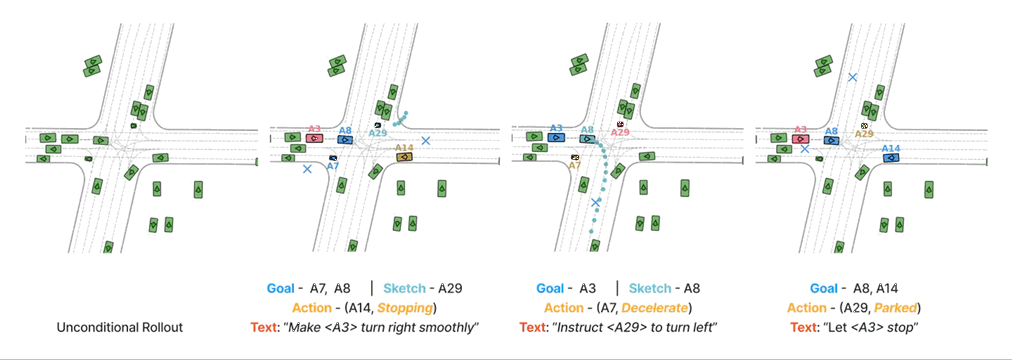 A3 A8 A29 A14 A7
A3 A8 A29 A7
A3 A8 A29 A14
Goal - A7, A8 | Sketch - A29
Action - (A14, Stopping)
Text: "Make <A3> turn right smoothly"
Goal - A3 | Sketch - A8
Action - (A7, Decelerate)
Text: "Instruct <A29> to turn left"
Goal - A8, A14
Action - (A29, Parked)
Text: "Let <A3> stop"
Unconditional Rollout